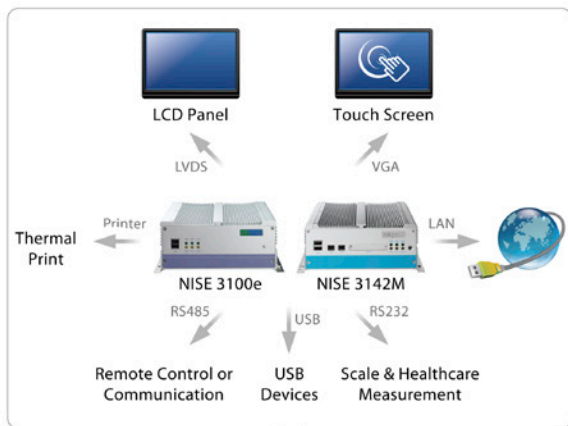 LCD Panel
Touch Screen
LVDS
VGA
Printer
LAN
Thermal
Print
NISE 3100e
NISE 3142M
RS485
USB
RS232
Remote Control or
Communication
USB
Devices
Scale & Healthcare
Measurement